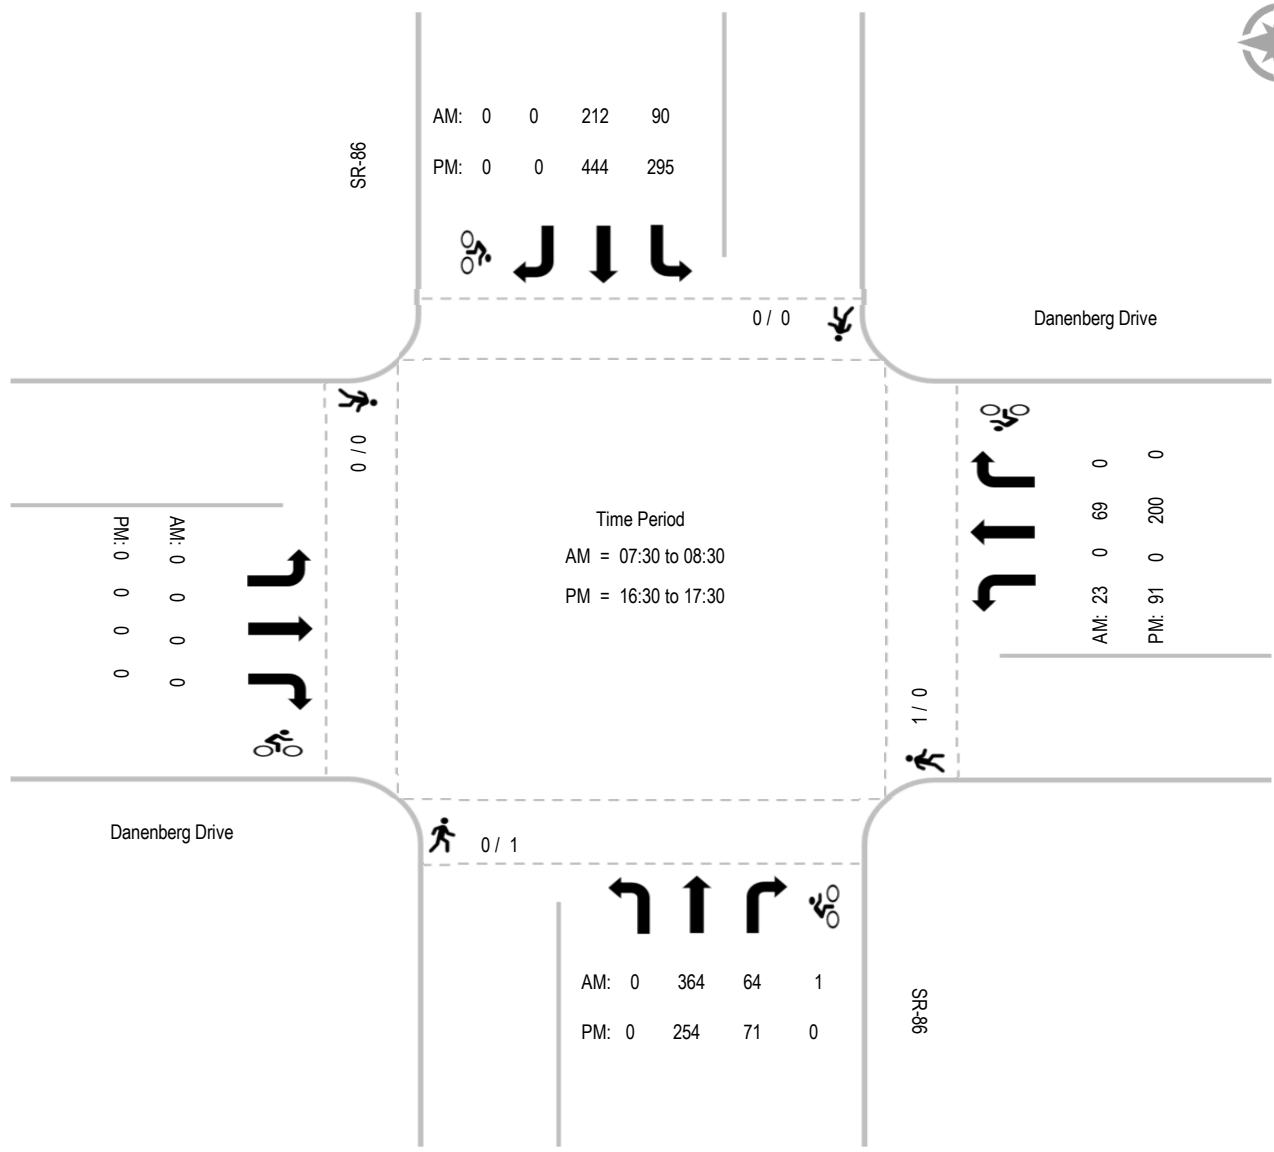 AM: 0 0 212 90
SR-86
PM: 0 0 444 295
0 / 0
Danenberg Drive
0 / 0
Time Period
AM = 07:30 to 08:30
PM = 16:30 to 17:30
PM: 0 0 0 0
AM: 0 0 0 0
AM: 23 0 69 0
PM: 91 0 200 0
1 / 0
Danenberg Drive
0 / 1
AM: 0 364 64 1
PM: 0 254 71 0
SR-86